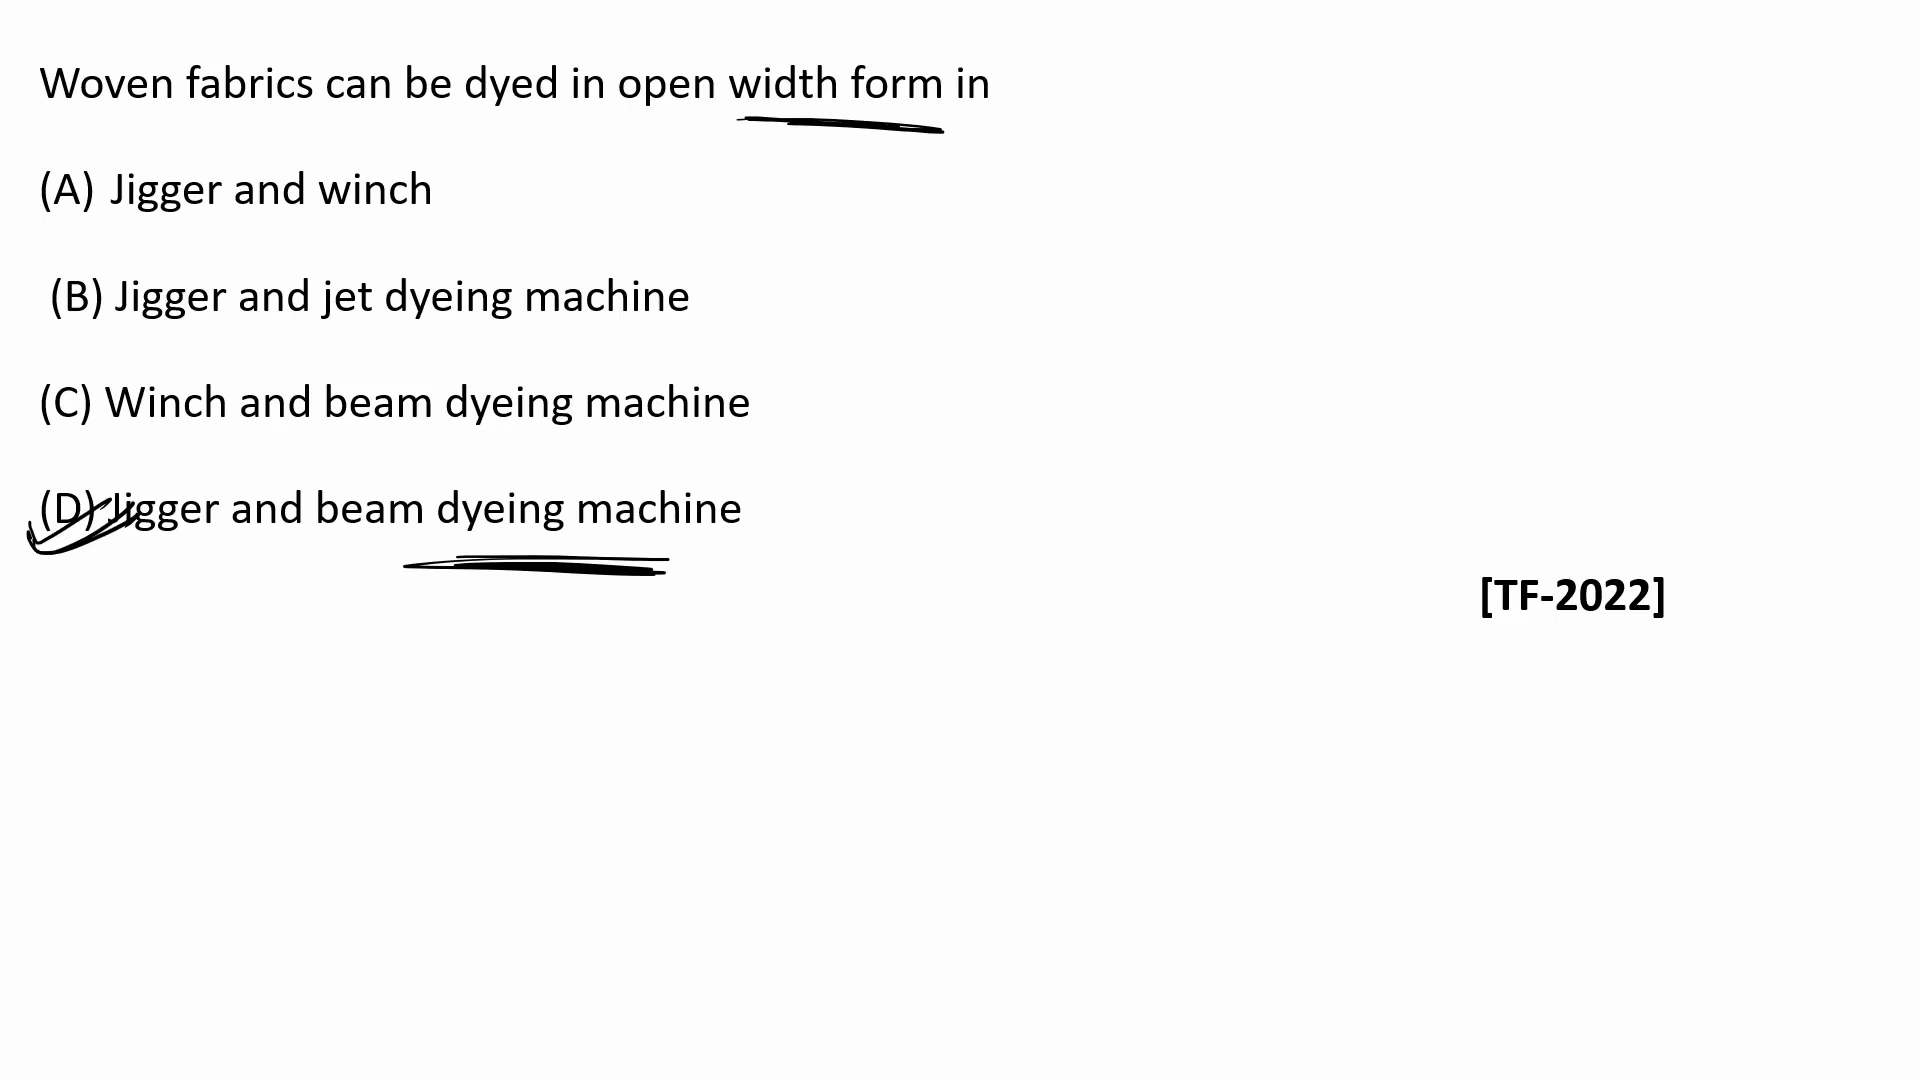 Woven fabrics can be dyed in open width form in
(A) Jigger and winch
(B) Jigger and jet dyeing machine
(C) Winch and beam dyeing machine
(D) Jigger and beam dyeing machine
[TF-2022]